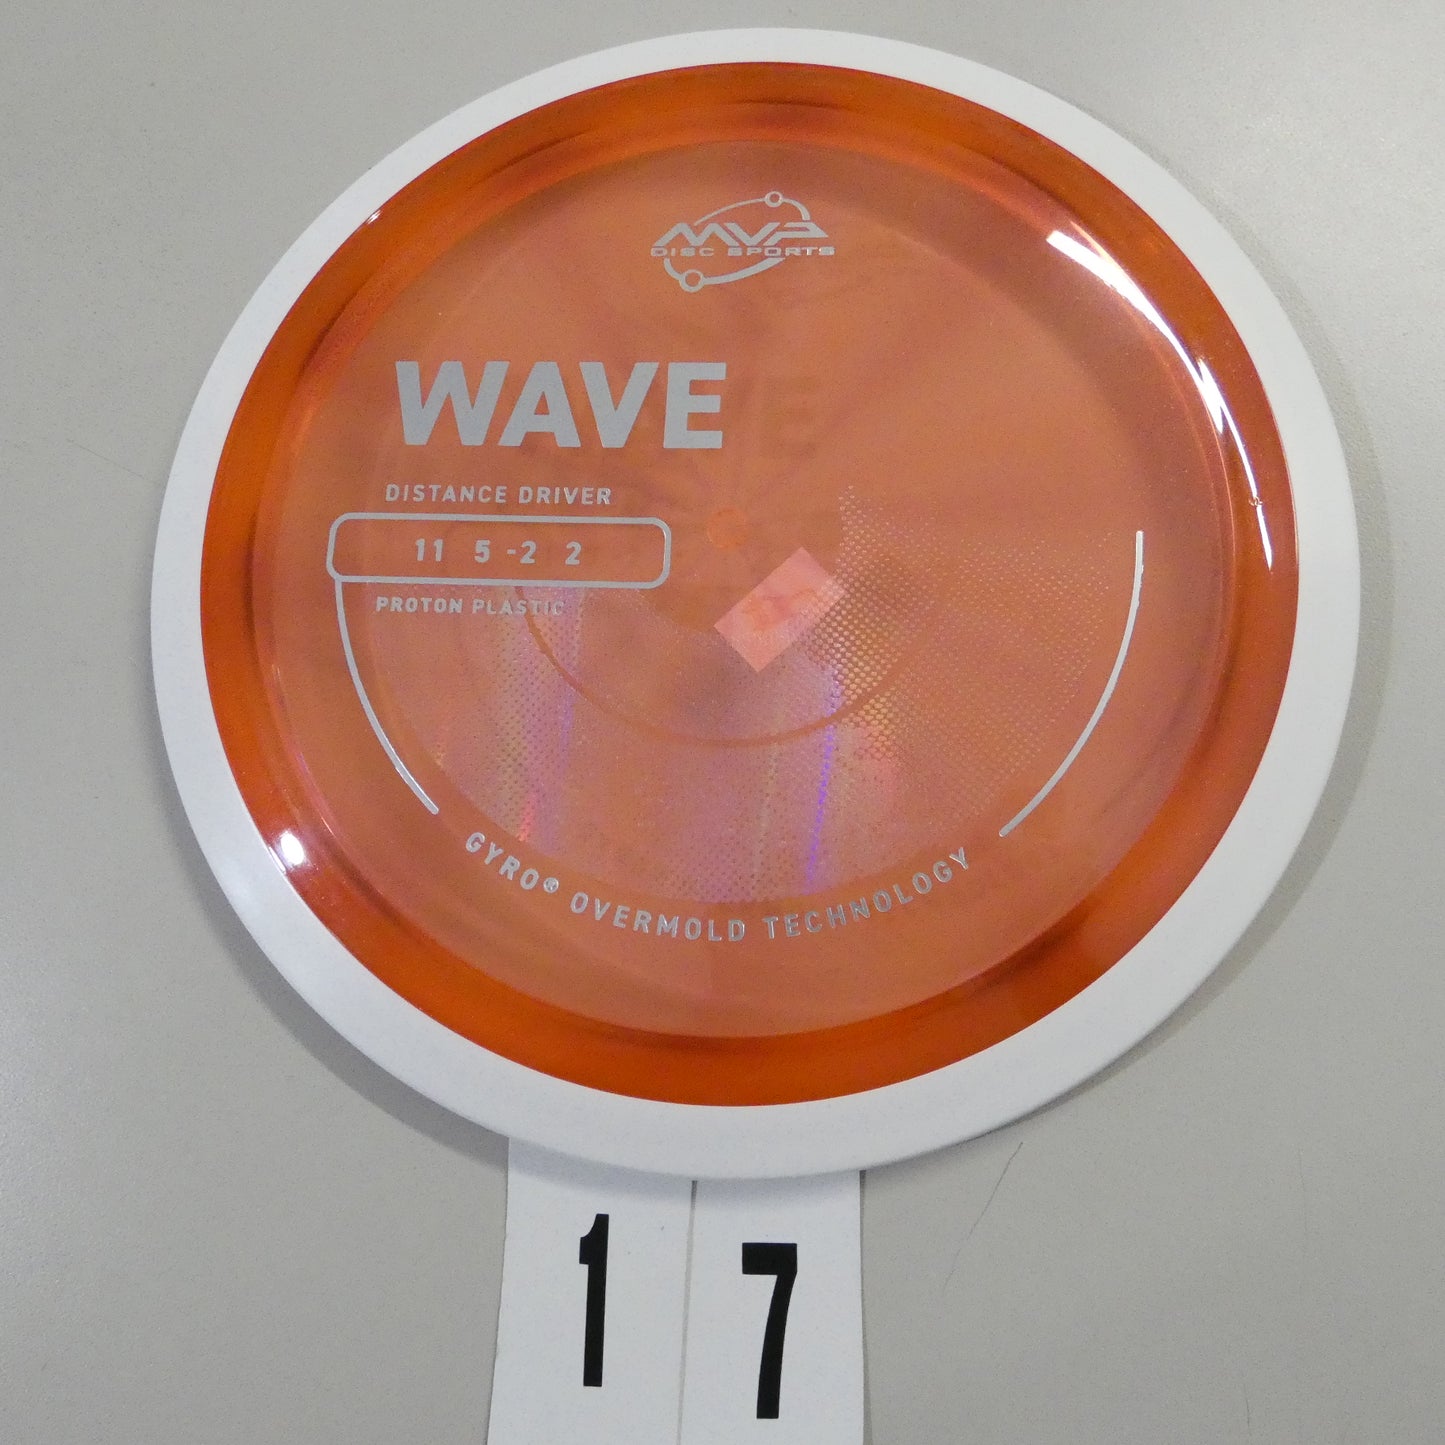 MVP
DISC SPORTS
WAVE
DISTANCE DRIVER
11 5 -2 2
PROTON PLASTIC
GYRO® OVERMOLD TECHNOLOGY
1 7